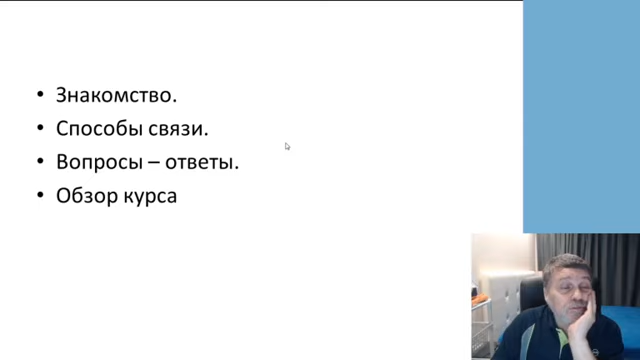 • Знакомство.
• Способы связи.
• Вопросы – ответы.
• Обзор курса